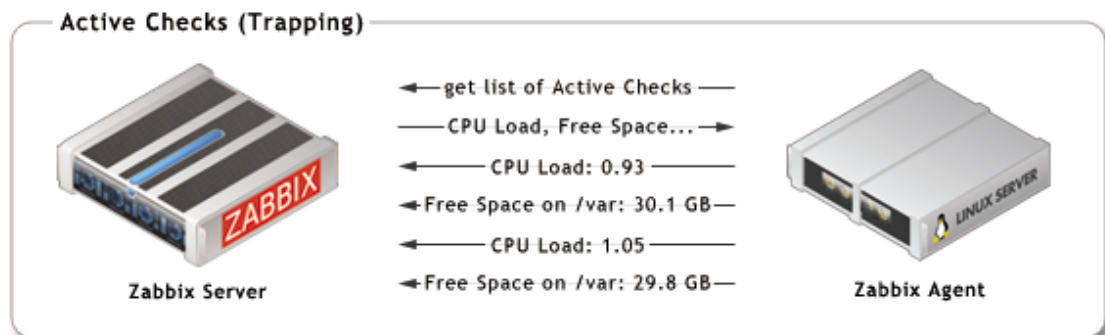 Active Checks (Trapping)
get list of Active Checks
CPU Load, Free Space...
CPU Load: 0.93
Free Space on /var: 30.1 GB
CPU Load: 1.05
Free Space on /var: 29.8 GB
ZABBIX
LINUX SERVER
Zabbix Server
Zabbix Agent